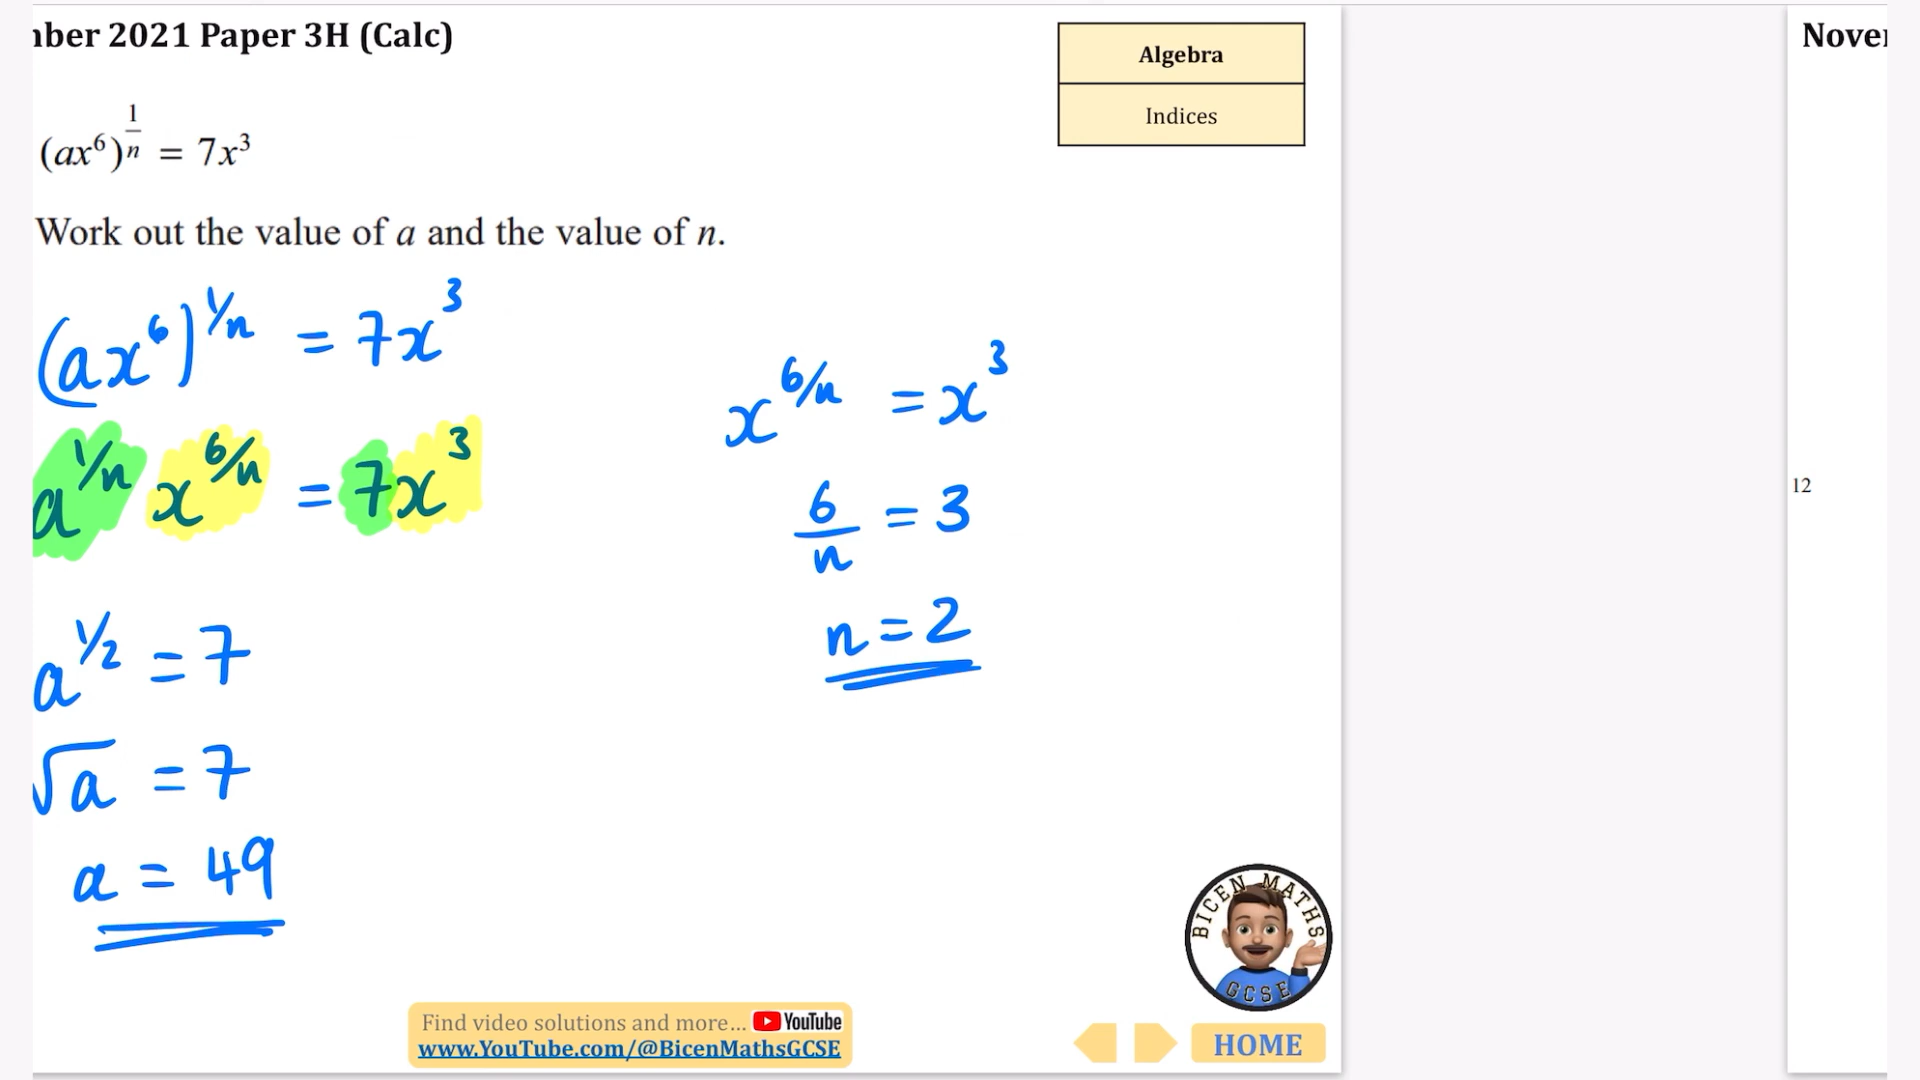 ber 2021 Paper 3H (Calc)
Algebra
Indices
(ax⁶)^(1/n) = 7x³
Work out the value of a and the value of n.
(ax⁶)^(1/n) = 7x³
a^(1/n) x^(6/n) = 7x³
a^(1/2) = 7
√a = 7
a = 49
x^(6/n) = x³
6/n = 3
n = 2
BICEN MATHS
GCSE
Find video solutions and more... YouTube
www.YouTube.com/@BicenMathsGCSE
HOME
Nove
12